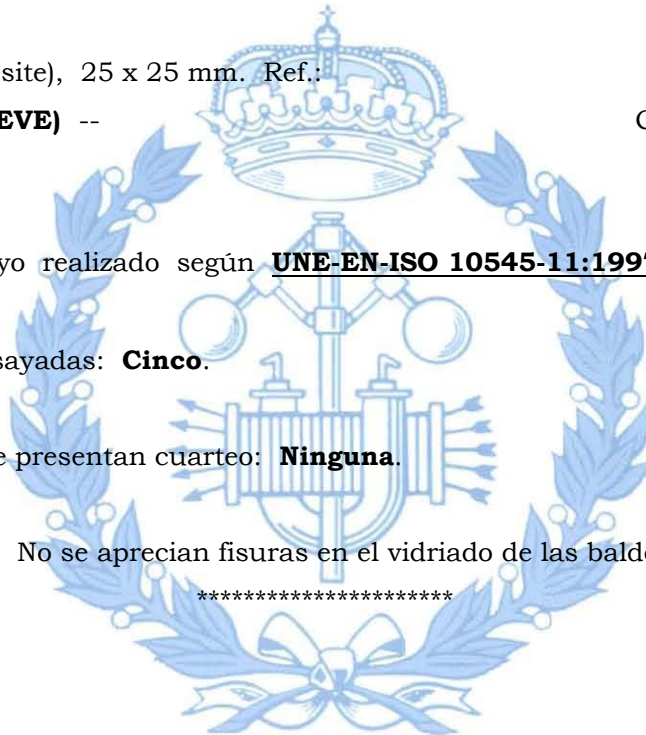 site), 25 x 25 mm. Ref.:
EVE) --
yo realizado según UNE-EN-ISO 10545-11:199
sayadas: Cinco.
e presentan cuarteo: Ninguna.
No se aprecian fisuras en el vidriado de las bald
**********************